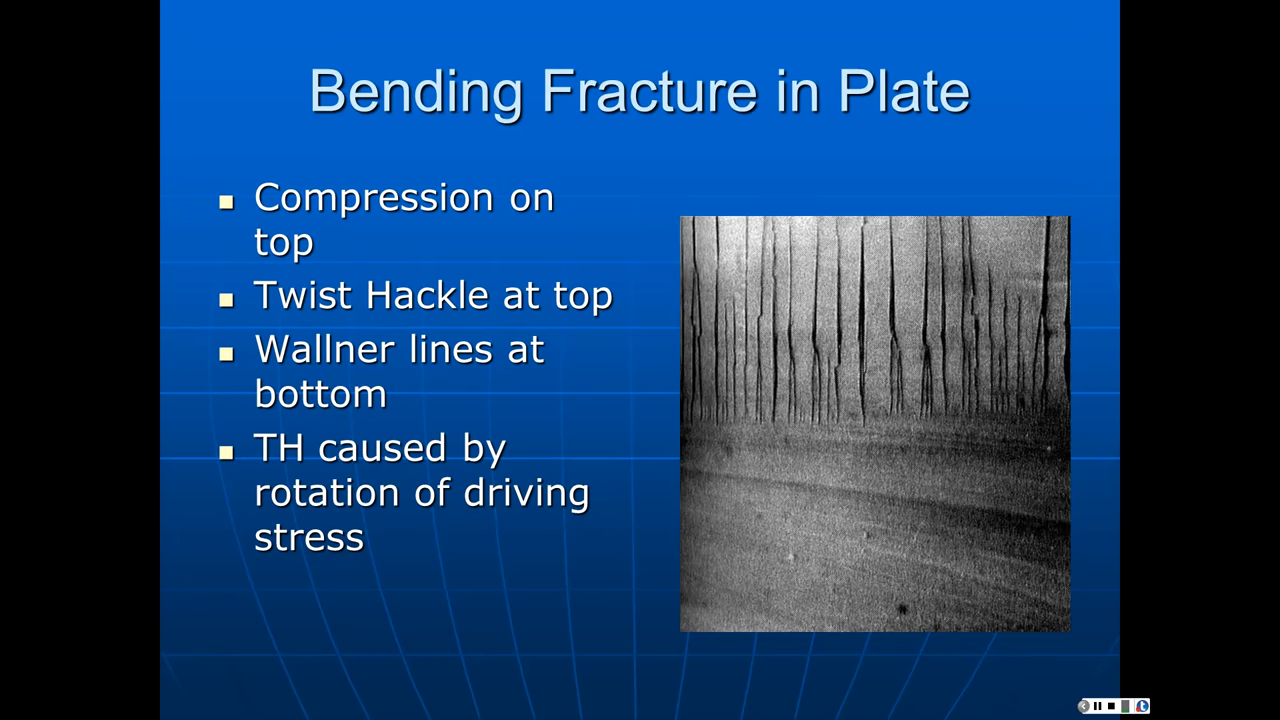 Bending Fracture in Plate
Compression on
top
Twist Hackle at top
Wallner lines at
bottom
TH caused by
rotation of driving
stress